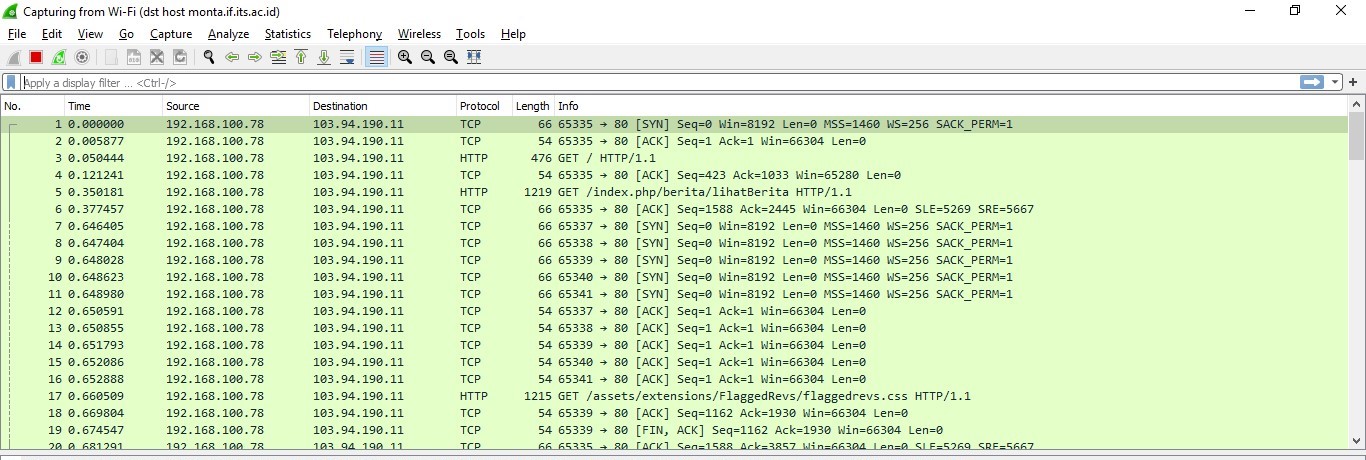 Capturing from Wi-Fi (dst host monta.if.its.ac.id)
File Edit View Go Capture Analyze Statistics Telephony Wireless Tools Help
Apply a display filter ... <Ctrl-/>
No. Time Source Destination Protocol Length Info
1 0.000000 192.168.100.78 103.94.190.11 TCP 66 65335 → 80 [SYN] Seq=0 Win=8192 Len=0 MSS=1460 WS=256 SACK_PERM=1
2 0.005877 192.168.100.78 103.94.190.11 TCP 54 65335 → 80 [ACK] Seq=1 Ack=1 Win=66304 Len=0
3 0.050444 192.168.100.78 103.94.190.11 HTTP 476 GET / HTTP/1.1
4 0.121241 192.168.100.78 103.94.190.11 TCP 54 65335 → 80 [ACK] Seq=423 Ack=1033 Win=65280 Len=0
5 0.350181 192.168.100.78 103.94.190.11 HTTP 1219 GET /index.php/berita/lihatBerita HTTP/1.1
6 0.377457 192.168.100.78 103.94.190.11 TCP 66 65335 → 80 [ACK] Seq=1588 Ack=2445 Win=66304 Len=0 SLE=5269 SRE=5667
7 0.646405 192.168.100.78 103.94.190.11 TCP 66 65337 → 80 [SYN] Seq=0 Win=8192 Len=0 MSS=1460 WS=256 SACK_PERM=1
8 0.647404 192.168.100.78 103.94.190.11 TCP 66 65338 → 80 [SYN] Seq=0 Win=8192 Len=0 MSS=1460 WS=256 SACK_PERM=1
9 0.648028 192.168.100.78 103.94.190.11 TCP 66 65339 → 80 [SYN] Seq=0 Win=8192 Len=0 MSS=1460 WS=256 SACK_PERM=1
10 0.648623 192.168.100.78 103.94.190.11 TCP 66 65340 → 80 [SYN] Seq=0 Win=8192 Len=0 MSS=1460 WS=256 SACK_PERM=1
11 0.648980 192.168.100.78 103.94.190.11 TCP 66 65341 → 80 [SYN] Seq=0 Win=8192 Len=0 MSS=1460 WS=256 SACK_PERM=1
12 0.650591 192.168.100.78 103.94.190.11 TCP 54 65337 → 80 [ACK] Seq=1 Ack=1 Win=66304 Len=0
13 0.650855 192.168.100.78 103.94.190.11 TCP 54 65338 → 80 [ACK] Seq=1 Ack=1 Win=66304 Len=0
14 0.651793 192.168.100.78 103.94.190.11 TCP 54 65339 → 80 [ACK] Seq=1 Ack=1 Win=66304 Len=0
15 0.652086 192.168.100.78 103.94.190.11 TCP 54 65340 → 80 [ACK] Seq=1 Ack=1 Win=66304 Len=0
16 0.652888 192.168.100.78 103.94.190.11 TCP 54 65341 → 80 [ACK] Seq=1 Ack=1 Win=66304 Len=0
17 0.660509 192.168.100.78 103.94.190.11 HTTP 1215 GET /assets/extensions/FlaggedRevs/flaggedrevs.css HTTP/1.1
18 0.669804 192.168.100.78 103.94.190.11 TCP 54 65339 → 80 [ACK] Seq=1162 Ack=1930 Win=66304 Len=0
19 0.674547 192.168.100.78 103.94.190.11 TCP 54 65339 → 80 [FIN, ACK] Seq=1162 Ack=1930 Win=66304 Len=0
20 0.681291 192.168.100.78 103.94.190.11 TCP 66 65335 → 80 [ACK] Seq=1588 Ack=3857 Win=66304 Len=0 SLE=5269 SRE=5667